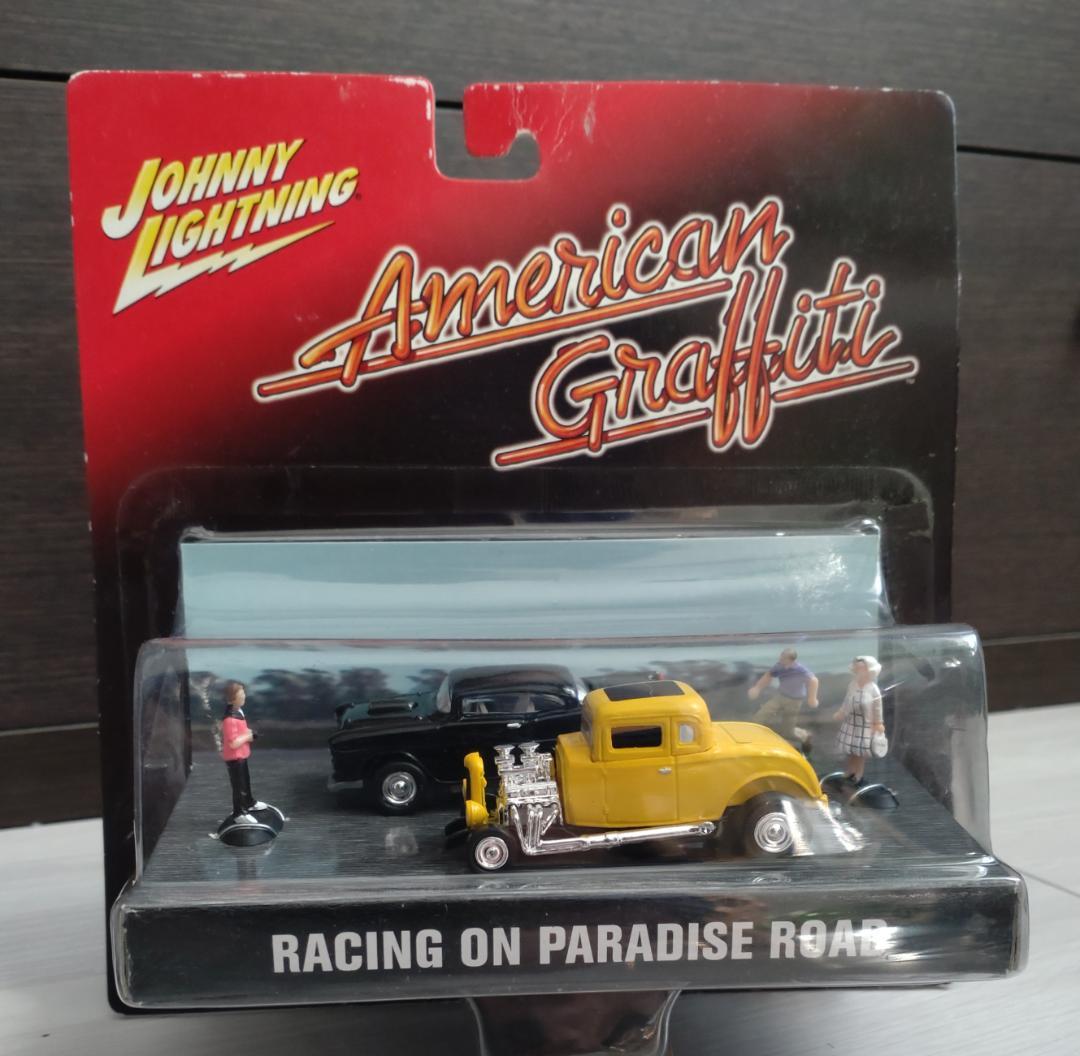 JOHNNY
LIGHTNING
American
Graffiti
RACING ON PARADISE ROAD